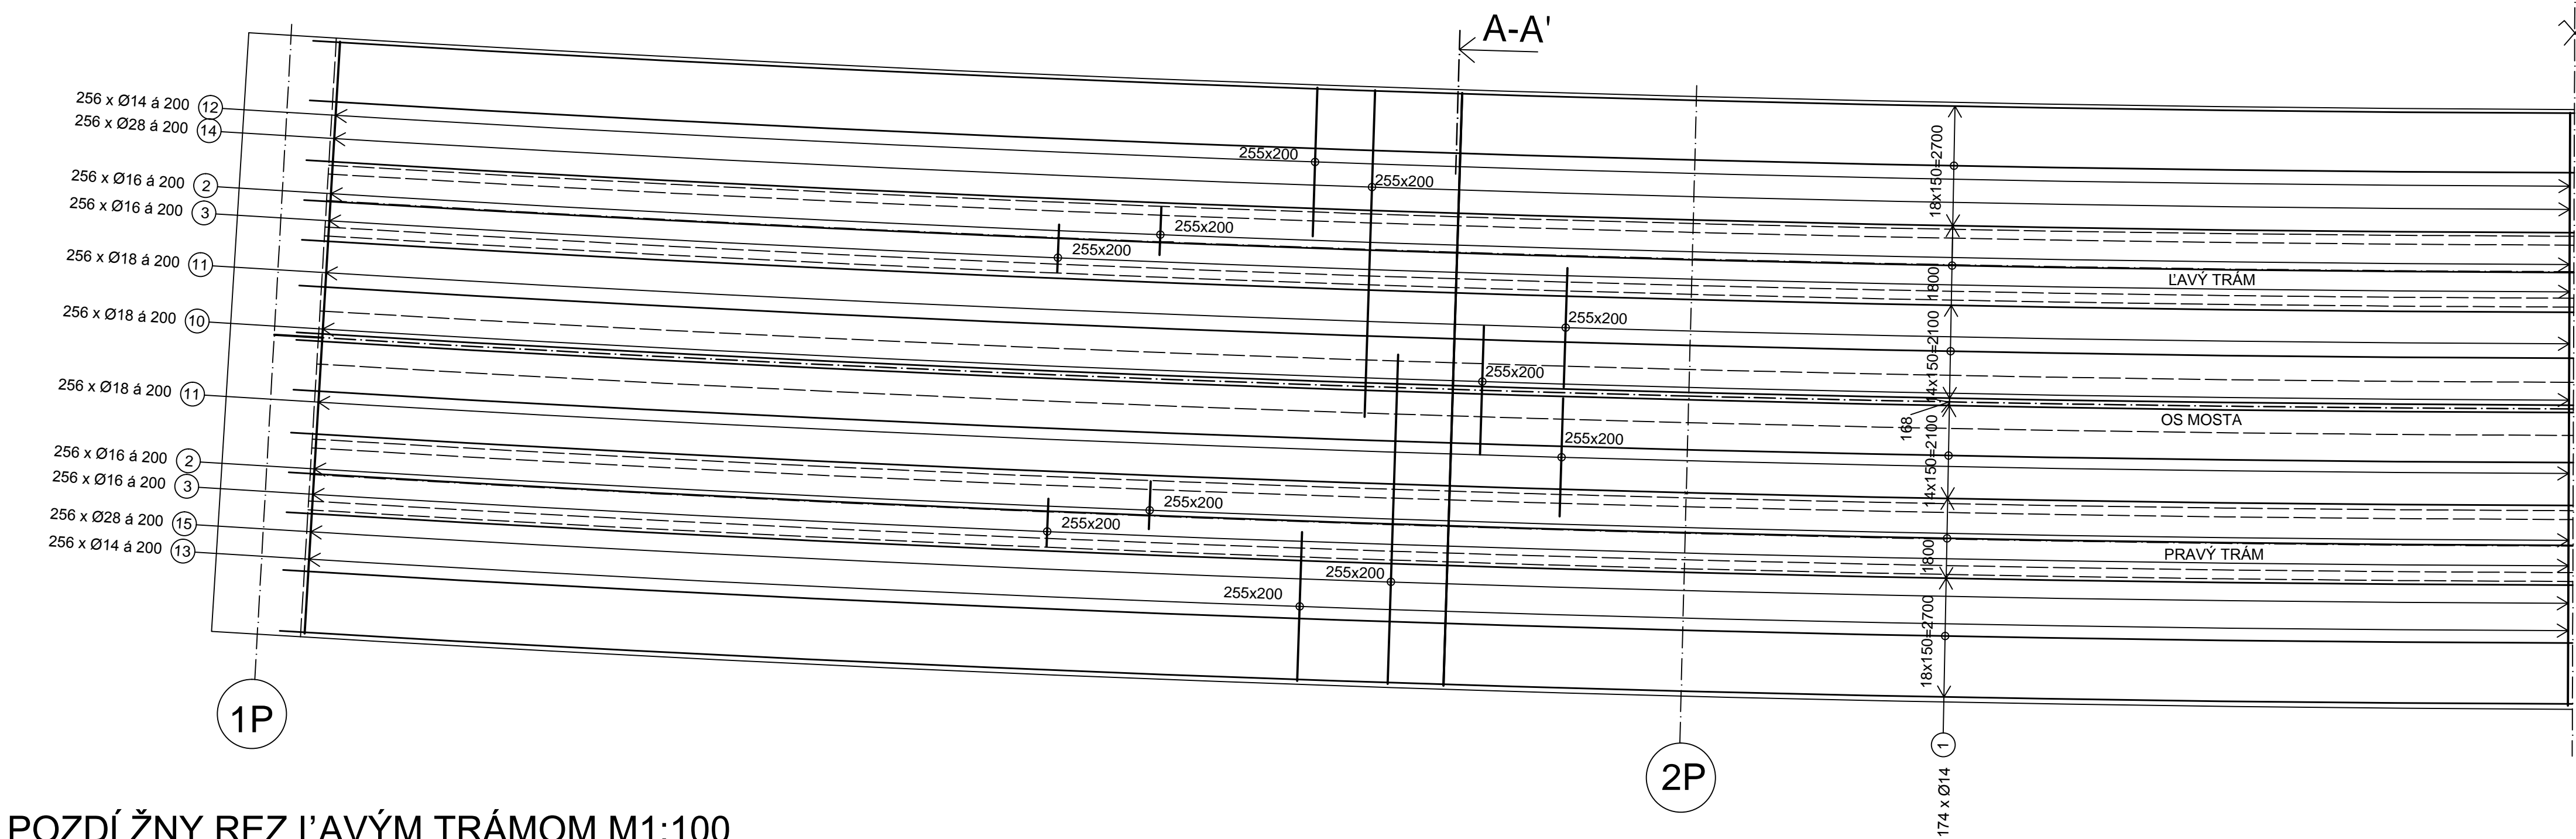 A-A'
256 x Ø14 á 200 12
256 x Ø28 á 200 14
256 x Ø16 á 200 2
256 x Ø16 á 200 3
256 x Ø18 á 200 11
256 x Ø18 á 200 10
256 x Ø18 á 200 11
256 x Ø16 á 200 2
256 x Ø16 á 200 3
256 x Ø28 á 200 15
256 x Ø14 á 200 13
255x200
255x200
255x200
255x200
255x200
255x200
255x200
255x200
255x200
255x200
255x200
18x150=2700
1800
14x150=2100
168
14x150=2100
1800
18x150=2700
ĽAVÝ TRÁM
OS MOSTA
PRAVÝ TRÁM
1P
2P
1
174 x Ø14
POZDĹŽNY REZ ĽAVÝM TRÁMOM M1:100